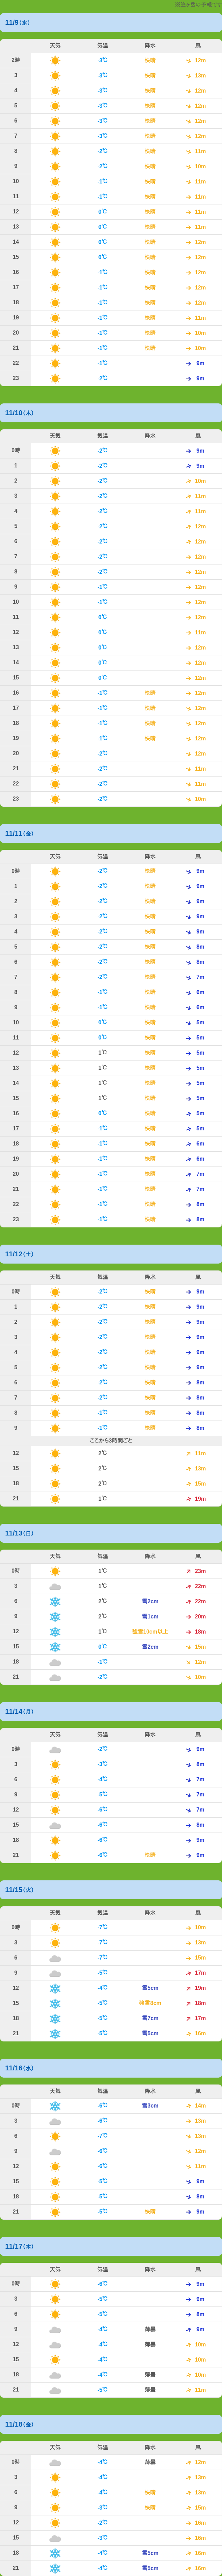 11/9(水)
天気 気温 降水 風
2時 -3℃ 快晴 12m
3 -3℃ 快晴 13m
4 -3℃ 快晴 12m
5 -3℃ 快晴 12m
6 -3℃ 快晴 12m
7 -3℃ 快晴 12m
8 -2℃ 快晴 11m
9 -2℃ 快晴 10m
10 -1℃ 快晴 11m
11 -1℃ 快晴 11m
12 0℃ 快晴 11m
13 0℃ 快晴 11m
14 0℃ 快晴 12m
15 0℃ 快晴 12m
16 -1℃ 快晴 12m
17 -1℃ 快晴 12m
18 -1℃ 快晴 12m
19 -1℃ 快晴 11m
20 -1℃ 快晴 10m
21 -1℃ 快晴 10m
22 -1℃ 9m
23 -2℃ 9m
11/10(木)
天気 気温 降水 風
0時 -2℃ 9m
1 -2℃ 9m
2 -2℃ 10m
3 -2℃ 11m
4 -2℃ 11m
5 -2℃ 12m
6 -2℃ 12m
7 -2℃ 12m
8 -2℃ 12m
9 -1℃ 12m
10 -1℃ 12m
11 0℃ 12m
12 0℃ 11m
13 0℃ 12m
14 0℃ 12m
15 0℃ 12m
16 -1℃ 快晴 12m
17 -1℃ 快晴 12m
18 -1℃ 快晴 12m
19 -1℃ 快晴 12m
20 -2℃ 12m
21 -2℃ 11m
22 -2℃ 11m
23 -2℃ 10m
11/11(金)
天気 気温 降水 風
0時 -2℃ 快晴 9m
1 -2℃ 快晴 9m
2 -2℃ 快晴 9m
3 -2℃ 快晴 9m
4 -2℃ 快晴 9m
5 -2℃ 快晴 8m
6 -2℃ 快晴 8m
7 -2℃ 快晴 7m
8 -1℃ 快晴 6m
9 -1℃ 快晴 6m
10 0℃ 快晴 5m
11 0℃ 快晴 5m
12 1℃ 快晴 5m
13 1℃ 快晴 5m
14 1℃ 快晴 5m
15 1℃ 快晴 5m
16 0℃ 快晴 5m
17 -1℃ 快晴 5m
18 -1℃ 快晴 6m
19 -1℃ 快晴 6m
20 -1℃ 快晴 7m
21 -1℃ 快晴 7m
22 -1℃ 快晴 8m
23 -1℃ 快晴 8m
11/12(土)
天気 気温 降水 風
0時 -2℃ 快晴 9m
1 -2℃ 快晴 9m
2 -2℃ 快晴 9m
3 -2℃ 快晴 9m
4 -2℃ 快晴 9m
5 -2℃ 快晴 9m
6 -2℃ 快晴 8m
7 -2℃ 快晴 8m
8 -1℃ 快晴 8m
9 -1℃ 快晴 8m
ここから3時間ごと
12 2℃ 11m
15 2℃ 13m
18 2℃ 15m
21 1℃ 19m
11/13(日)
天気 気温 降水 風
0時 1℃ 23m
3 1℃ 22m
6 2℃ 雪2cm 22m
9 2℃ 雪1cm 20m
12 1℃ 強雪10cm以上 18m
15 0℃ 雪2cm 15m
18 -1℃ 12m
21 -2℃ 10m
11/14(月)
天気 気温 降水 風
0時 -2℃ 9m
3 -3℃ 8m
6 -4℃ 7m
9 -5℃ 7m
12 -6℃ 7m
15 -6℃ 8m
18 -6℃ 9m
21 -6℃ 快晴 9m
11/15(火)
天気 気温 降水 風
0時 -7℃ 10m
3 -7℃ 13m
6 -7℃ 15m
9 -5℃ 17m
12 -4℃ 雪5cm 19m
15 -5℃ 強雪8cm 18m
18 -5℃ 雪7cm 17m
21 -5℃ 雪5cm 16m
11/16(水)
天気 気温 降水 風
0時 -6℃ 雪3cm 14m
3 -6℃ 13m
6 -7℃ 13m
9 -6℃ 12m
12 -6℃ 11m
15 -5℃ 9m
18 -5℃ 8m
21 -5℃ 快晴 9m
11/17(木)
天気 気温 降水 風
0時 -6℃ 9m
3 -5℃ 9m
6 -5℃ 8m
9 -4℃ 薄曇 9m
12 -4℃ 薄曇 10m
15 -4℃ 10m
18 -4℃ 薄曇 10m
21 -5℃ 薄曇 11m
11/18(金)
天気 気温 降水 風
0時 -4℃ 薄曇 12m
3 -4℃ 13m
6 -4℃ 快晴 13m
9 -3℃ 快晴 15m
12 -2℃ 15m
15 -3℃ 15m
18 -4℃ 雪5cm 16m
21 -4℃ 雪5cm 16m